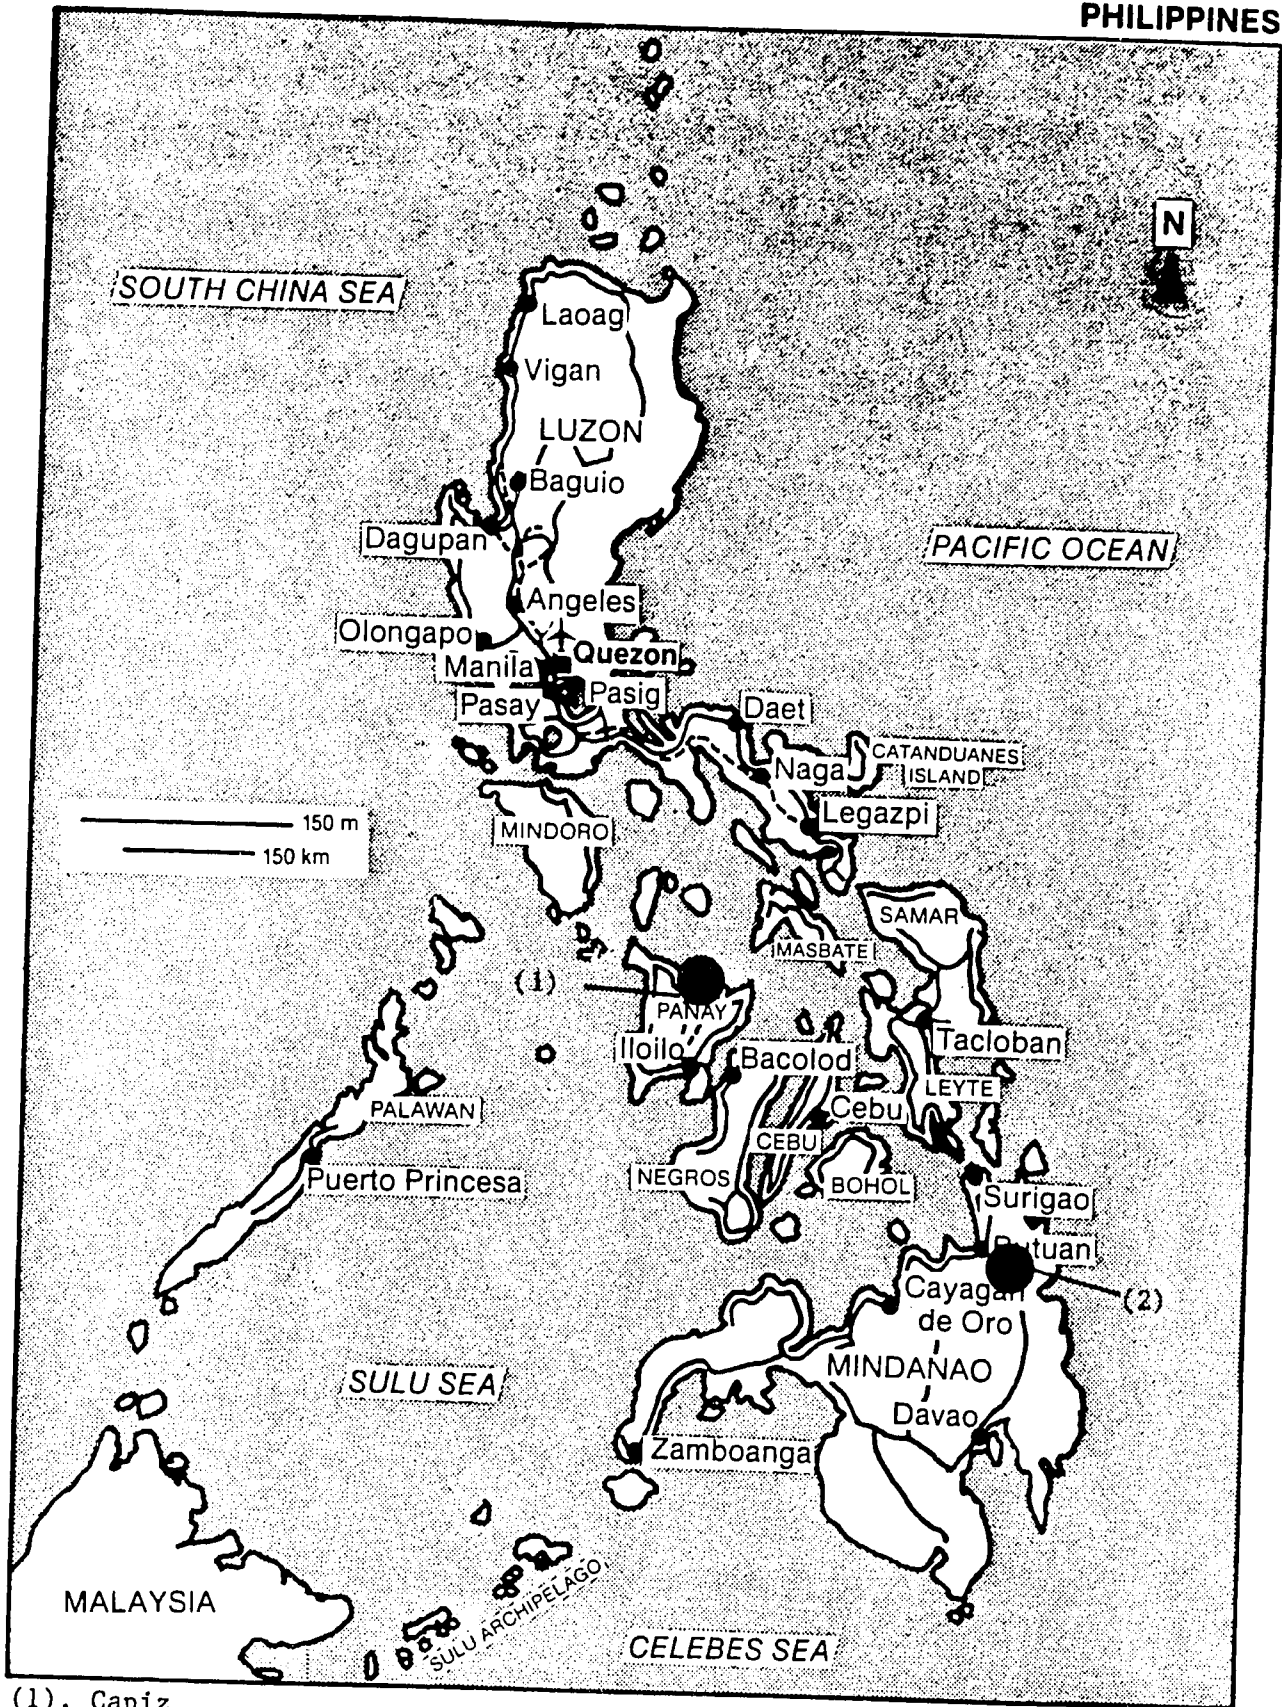 PHILIPPINES
N
SOUTH CHINA SEA
Laoag
Vigan
LUZON
Baguio
Dagupan
PACIFIC OCEAN
Angeles
Olongapo
Quezon
Manila
Pasig
Pasay
Daet
CATANDUANES
ISLAND
Naga
Legazpi
150 m
150 km
MINDORO
SAMAR
MASBATE
(1)
PANAY
Iloilo
Tacloban
Bacolod
LEYTE
PALAWAN
Cebu
CEBU
NEGROS
BOHOL
Puerto Princesa
Surigao
Butuan
Cayagan
de Oro
(2)
MINDANAO
SULU SEA
Davao
Zamboanga
MALAYSIA
SULU ARCHIPELAGO
CELEBES SEA
(1). Capiz